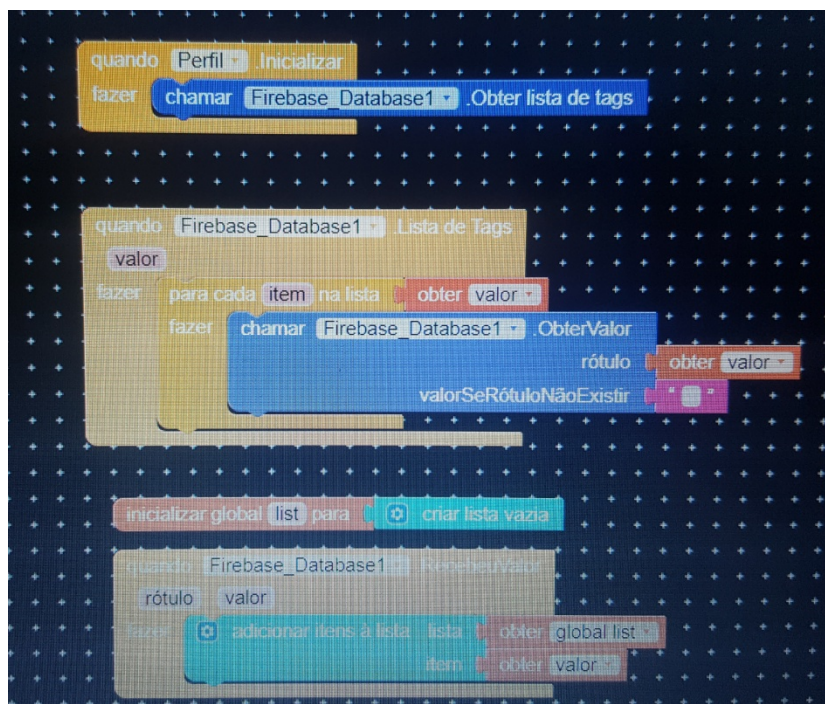 quando Perfil .Inicializar
fazer chamar Firebase_Database1 .Obter lista de tags
quando Firebase_Database1 .Lista de Tags
valor
fazer para cada item na lista obter valor
fazer chamar Firebase_Database1 .ObterValor
rótulo obter valor
valorSeRótuloNãoExistir “ ”
inicializar global list para criar lista vazia
quando Firebase_Database1 .RecebeuValor
rótulo valor
fazer adicionar itens à lista lista obter global list
item obter valor